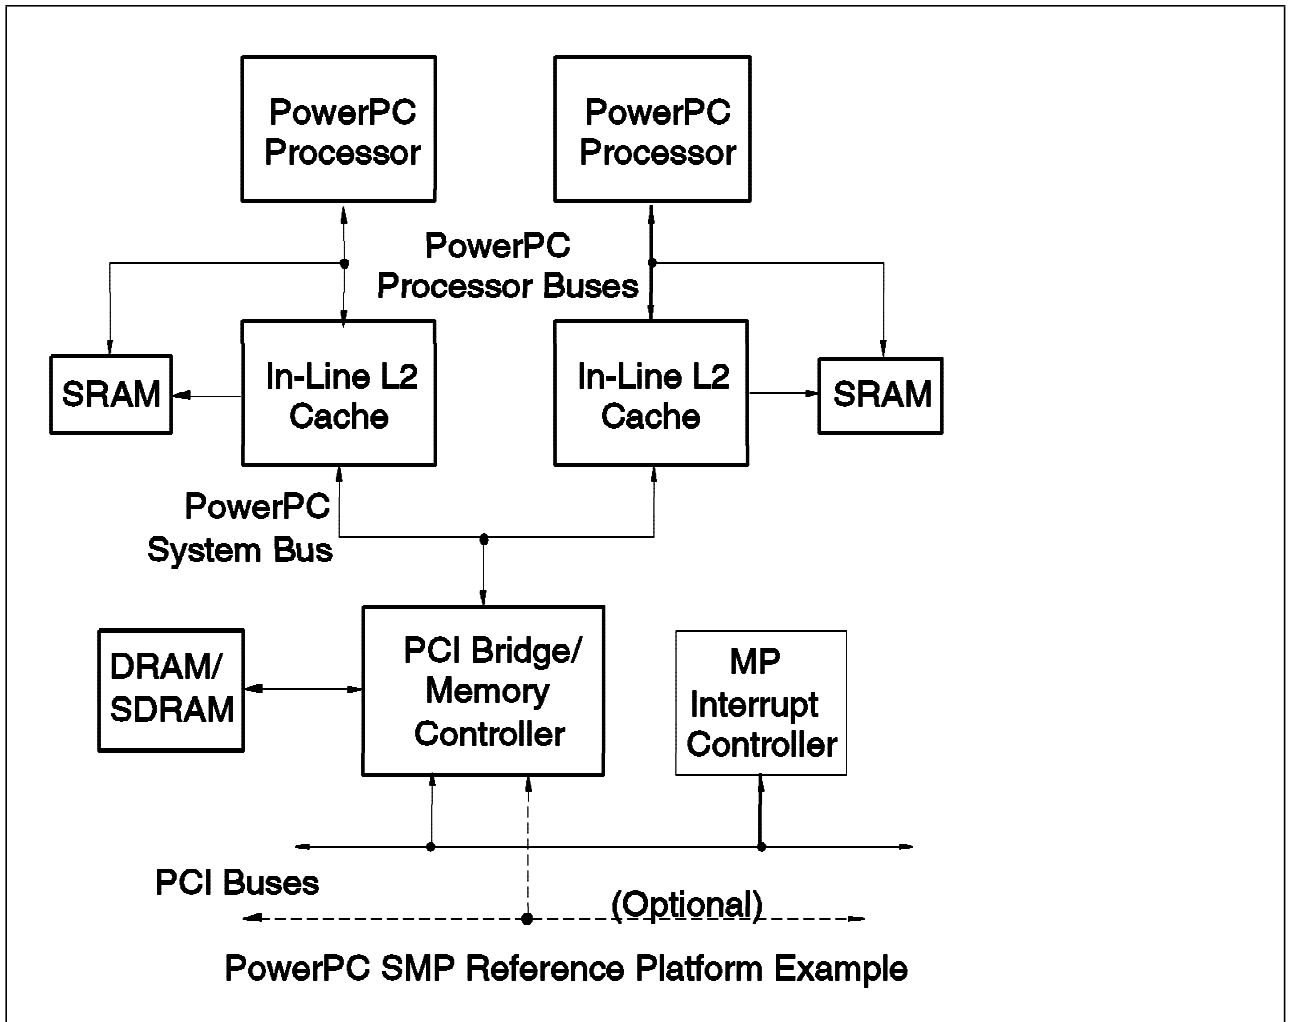 PowerPC
Processor
PowerPC
Processor
PowerPC
Processor Buses
SRAM
In-Line L2
Cache
In-Line L2
Cache
SRAM
PowerPC
System Bus
DRAM/
SDRAM
PCI Bridge/
Memory
Controller
MP
Interrupt
Controller
PCI Buses
(Optional)
PowerPC SMP Reference Platform Example